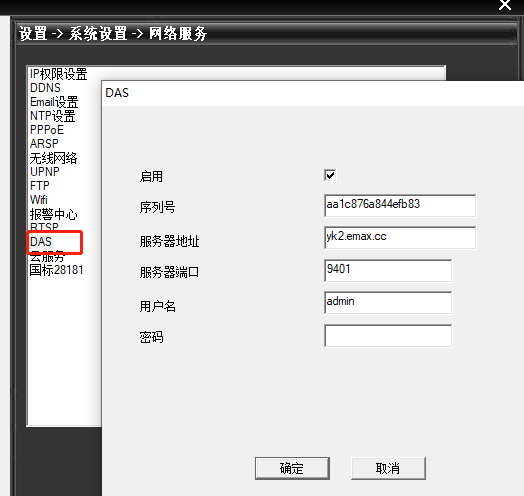 设置 -> 系统设置 -> 网络服务
IP权限设置
DDNS
Email设置
NTP设置
PPPoE
ARSP
无线网络
UPNP
FTP
Wifi
报警中心
RTSP
DAS
云服务
国标28181
DAS
启用
序列号 aa1c876a844efb83
服务器地址 yk2.emax.cc
服务器端口 9401
用户名 admin
密码
确定 取消